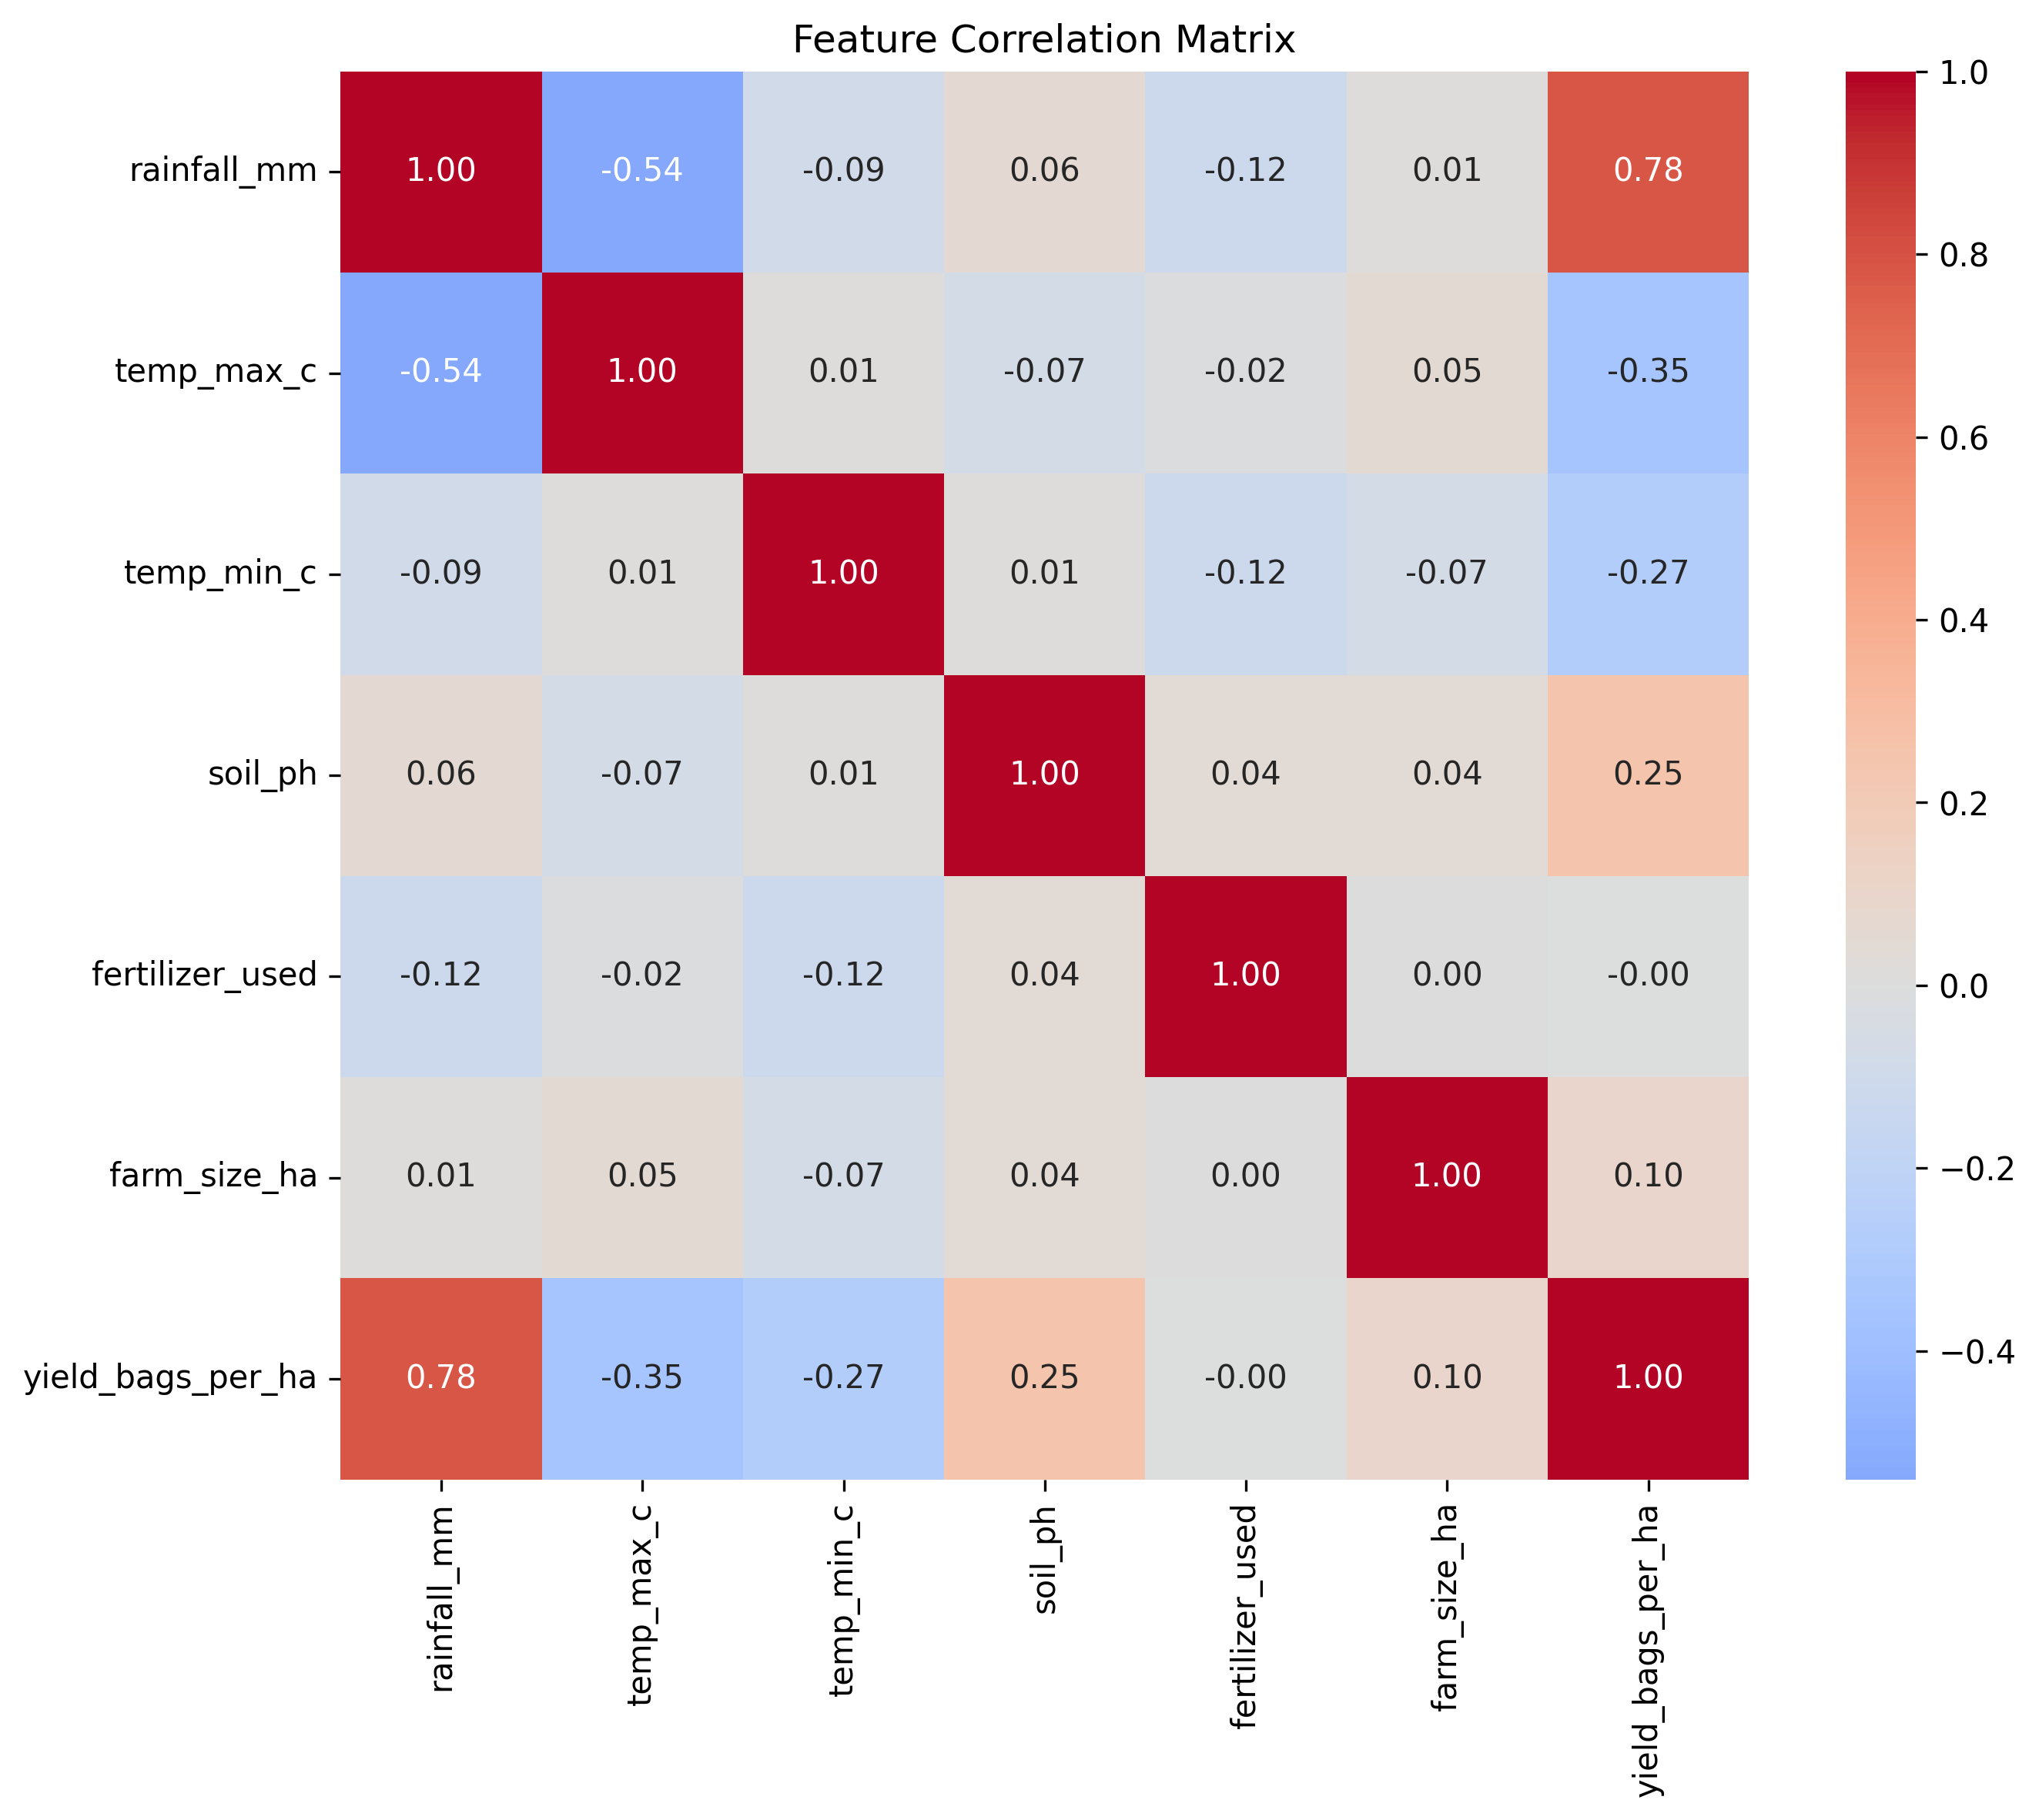 Feature Correlation Matrix
rainfall_mm 1.00 -0.54 -0.09 0.06 -0.12 0.01 0.78
temp_max_c -0.54 1.00 0.01 -0.07 -0.02 0.05 -0.35
temp_min_c -0.09 0.01 1.00 0.01 -0.12 -0.07 -0.27
soil_ph 0.06 -0.07 0.01 1.00 0.04 0.04 0.25
fertilizer_used -0.12 -0.02 -0.12 0.04 1.00 0.00 -0.00
farm_size_ha 0.01 0.05 -0.07 0.04 0.00 1.00 0.10
yield_bags_per_ha 0.78 -0.35 -0.27 0.25 -0.00 0.10 1.00
rainfall_mm
temp_max_c
temp_min_c
soil_ph
fertilizer_used
farm_size_ha
yield_bags_per_ha
1.0
0.8
0.6
0.4
0.2
0.0
−0.2
−0.4